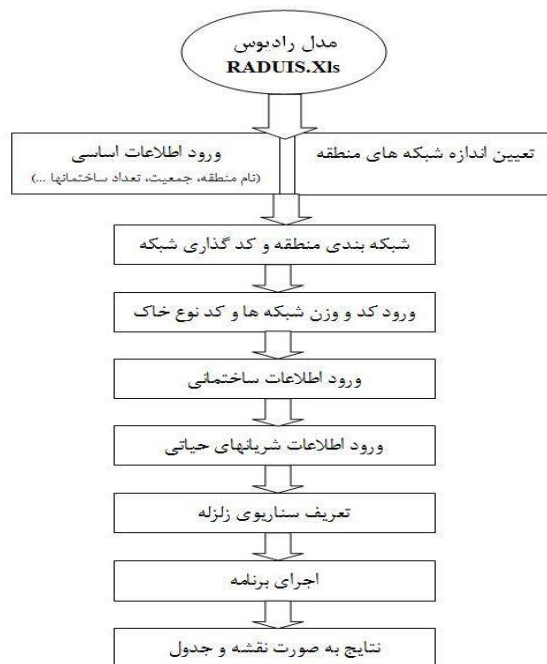 مدل رادیوس
RADUIS.Xls
تعیین اندازه شبکه های منطقه
ورود اطلاعات اساسی
(نام منطقه، جمعیت، تعداد ساختمانها ...)
شبکه بندی منطقه و کد گذاری شبکه
ورود کد و وزن شبکه ها و کد نوع خاک
ورود اطلاعات ساختمانی
ورود اطلاعات شریانهای حیاتی
تعریف سناریوی زلزله
اجرای برنامه
نتایج به صورت نقشه و جدول